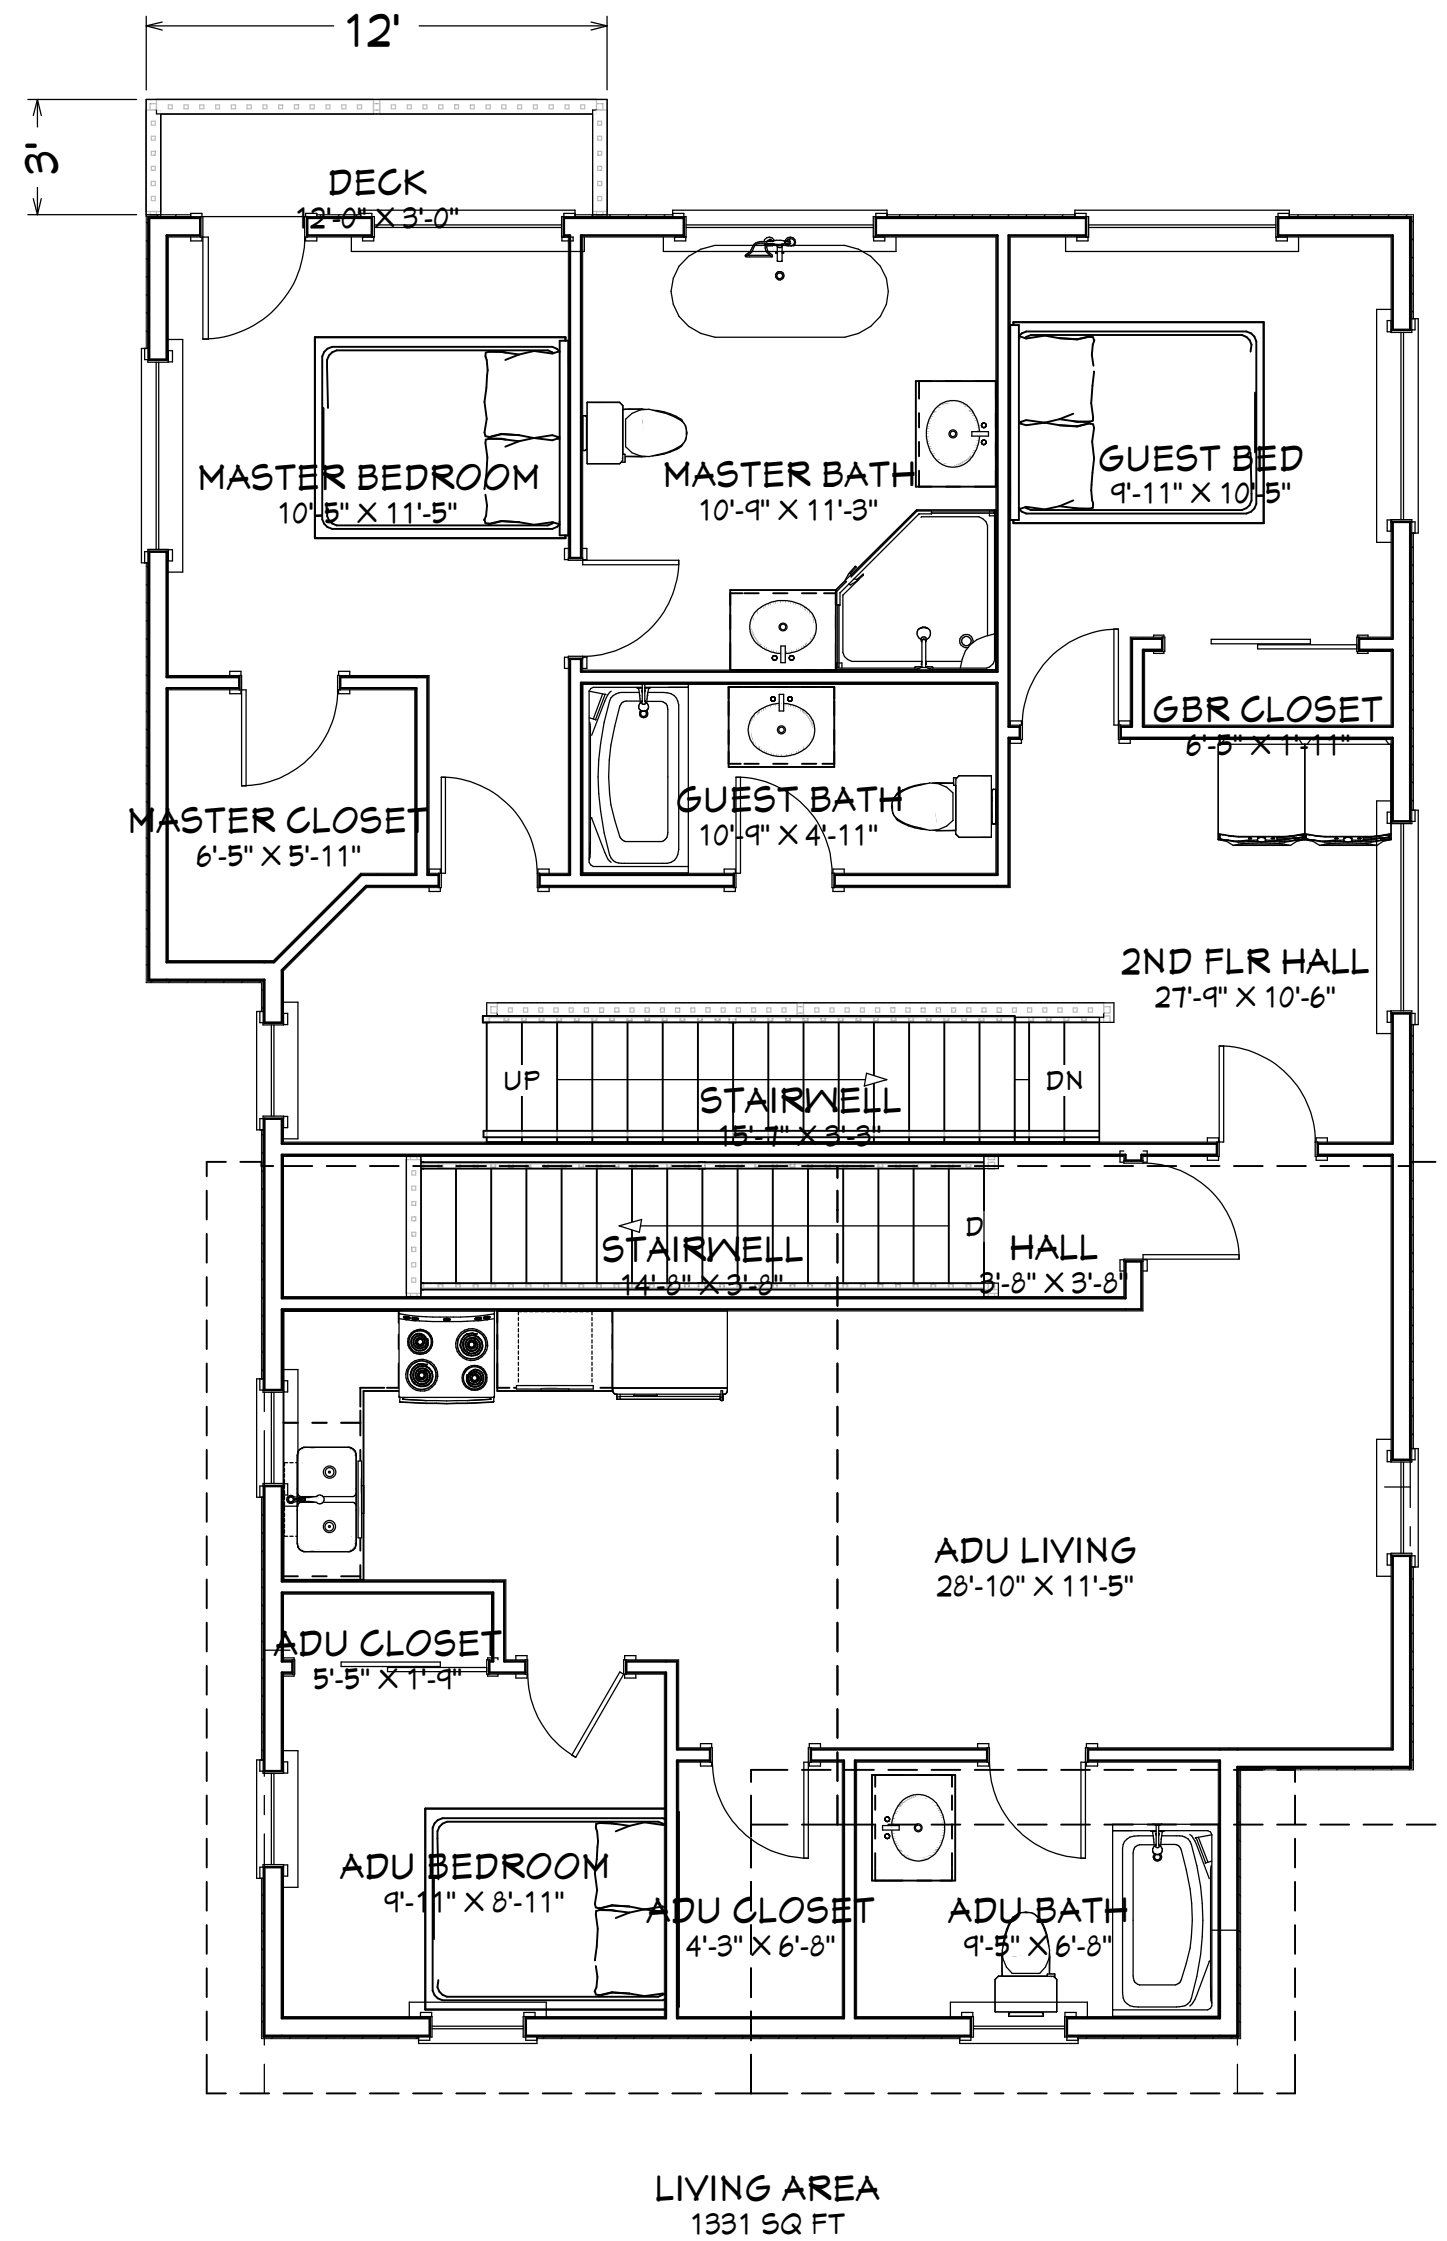 12'
3'
DECK
12'-0" X 3'-0"
MASTER BEDROOM
10'-5" X 11'-5"
MASTER BATH
10'-9" X 11'-3"
GUEST BED
9'-11" X 10'-5"
GBR CLOSET
6'-5" X 1'-11"
MASTER CLOSET
6'-5" X 5'-11"
GUEST BATH
10'-9" X 4'-11"
2ND FLR HALL
27'-9" X 10'-6"
UP
DN
STAIRWELL
15'-7" X 3'-3"
D
STAIRWELL
14'-8" X 3'-8"
HALL
3'-8" X 3'-8"
ADU LIVING
28'-10" X 11'-5"
ADU CLOSET
5'-5" X 1'-9"
ADU BEDROOM
9'-11" X 8'-11"
ADU CLOSET
4'-3" X 6'-8"
ADU BATH
9'-5" X 6'-8"
LIVING AREA
1331 SQ FT